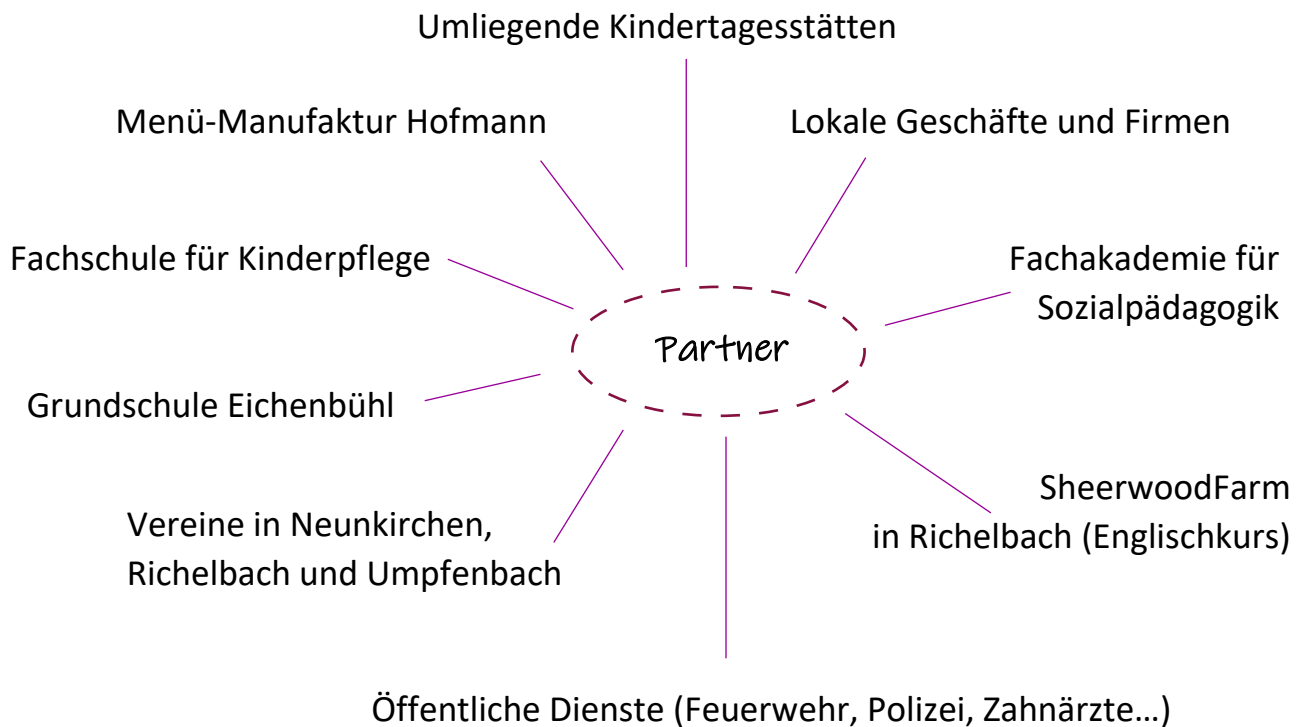 Umliegende Kindertagesstätten
Menü-Manufaktur Hofmann
Lokale Geschäfte und Firmen
Fachschule für Kinderpflege
Fachakademie für
Sozialpädagogik
Partner
Grundschule Eichenbühl
SheerwoodFarm
in Richelbach (Englischkurs)
Vereine in Neunkirchen,
Richelbach und Umpfenbach
Öffentliche Dienste (Feuerwehr, Polizei, Zahnärzte…)